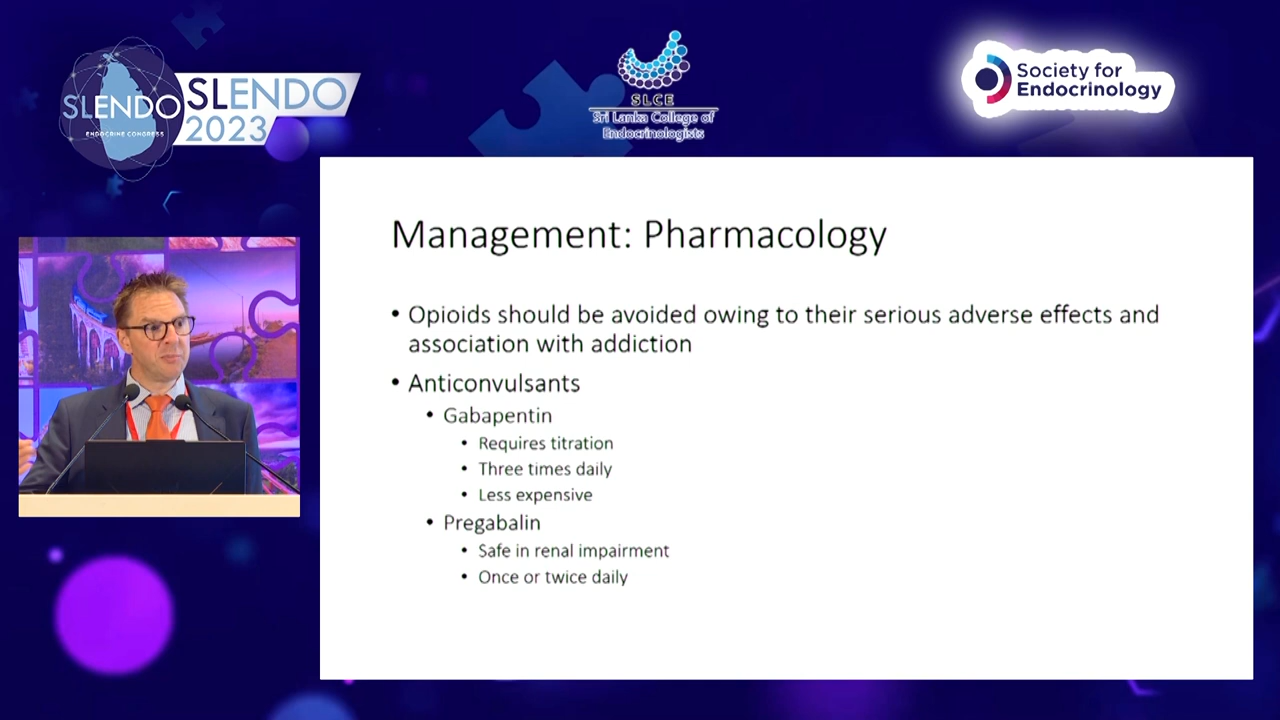 SLENDO
ENDOCRINE CONGRESS
SLENDO
2023
SLCE
Sri Lanka College of
Endocrinologists
Society for
Endocrinology
Management: Pharmacology
• Opioids should be avoided owing to their serious adverse effects and
association with addiction
• Anticonvulsants
• Gabapentin
• Requires titration
• Three times daily
• Less expensive
• Pregabalin
• Safe in renal impairment
• Once or twice daily